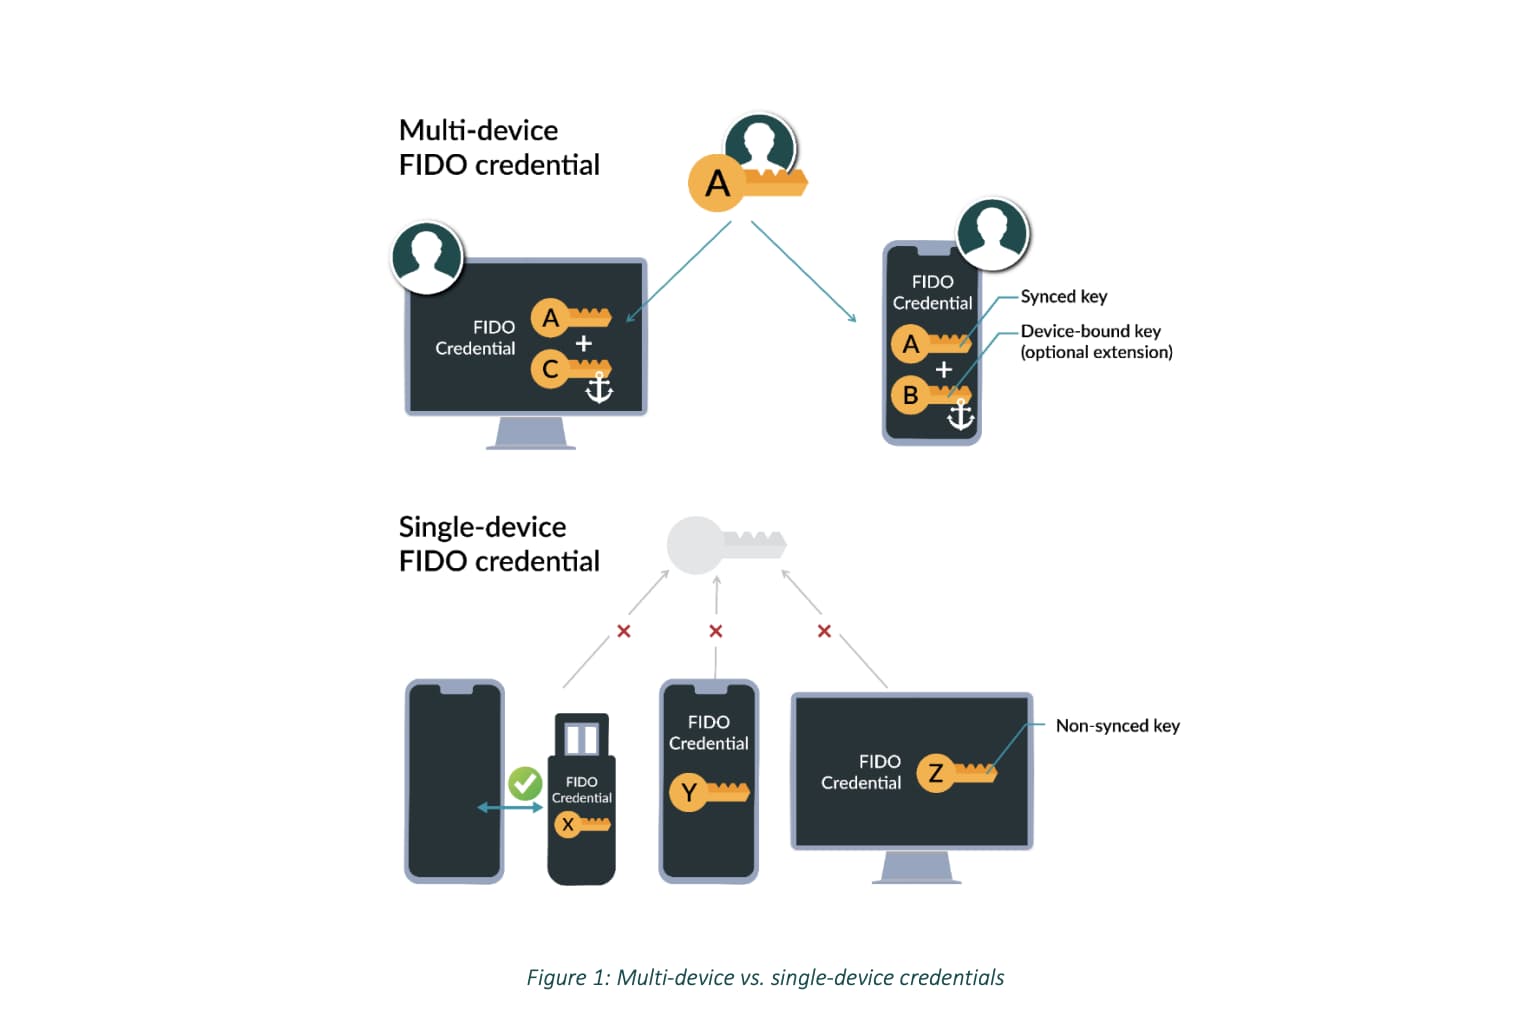 Multi-device
FIDO credential
A
FIDO
Credential
A
+
C
FIDO
Credential
A
+
B
Synced key
Device-bound key
(optional extension)
Single-device
FIDO credential
FIDO
Credential
X
FIDO
Credential
Y
FIDO
Credential
Z
Non-synced key
Figure 1: Multi-device vs. single-device credentials